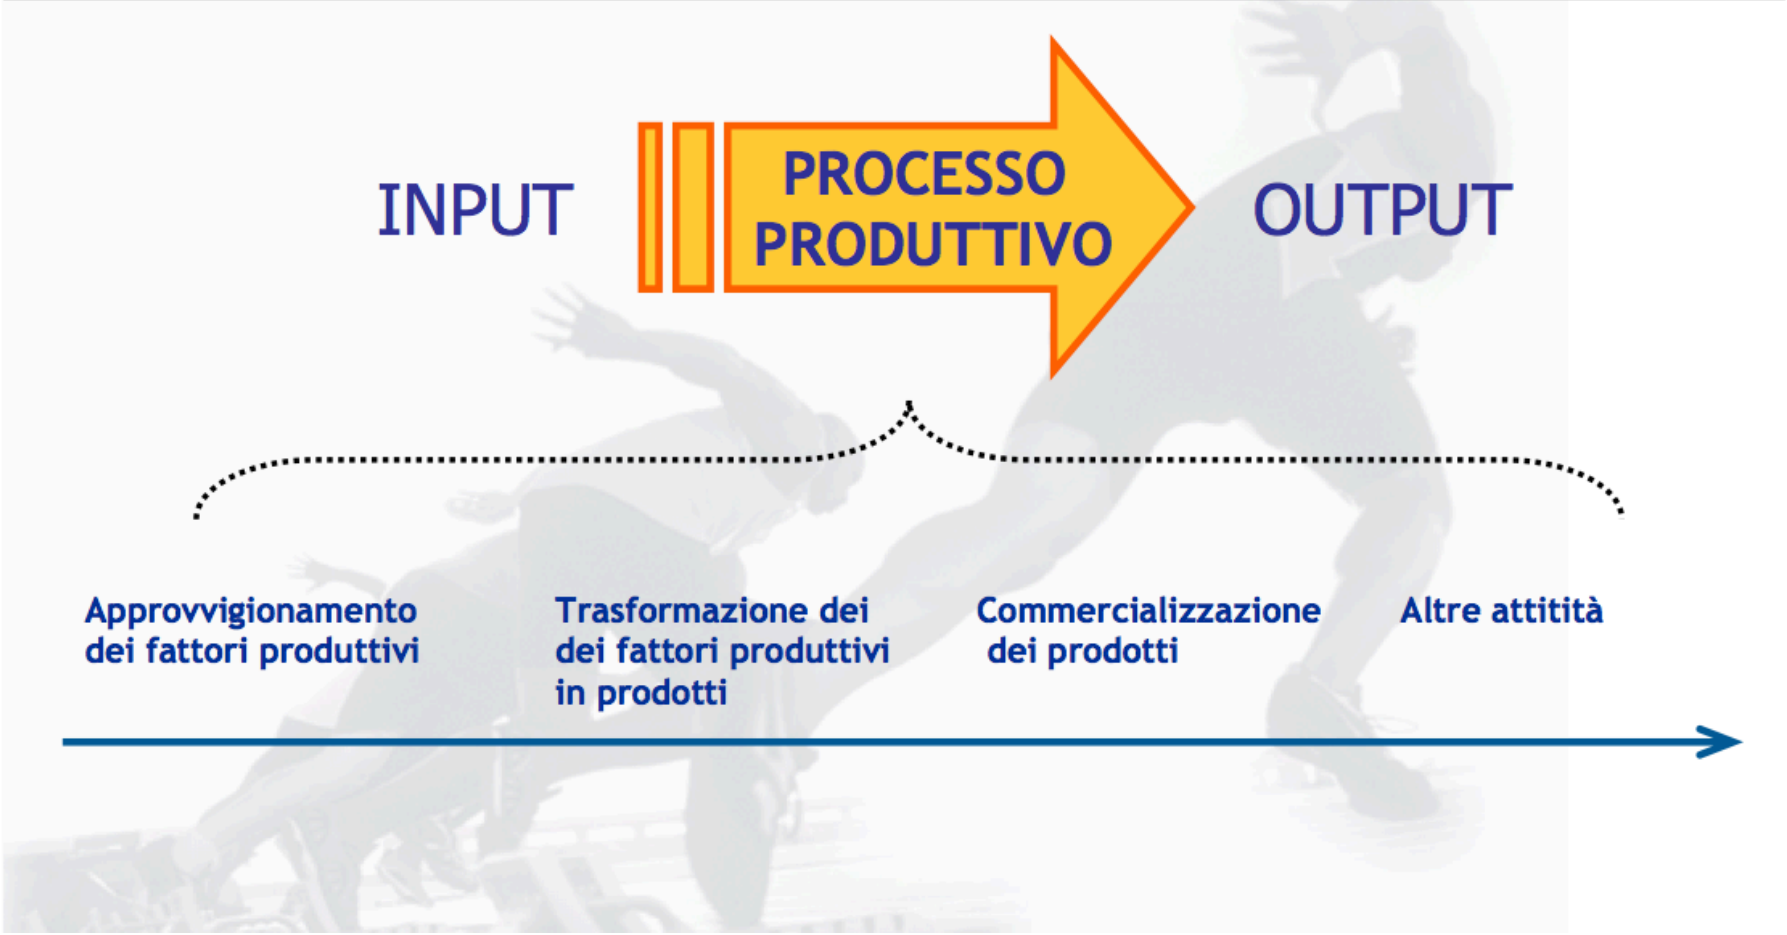 INPUT
PROCESSO
PRODUTTIVO
OUTPUT
Approvvigionamento
dei fattori produttivi
Trasformazione dei
dei fattori produttivi
in prodotti
Commercializzazione
dei prodotti
Altre attitità